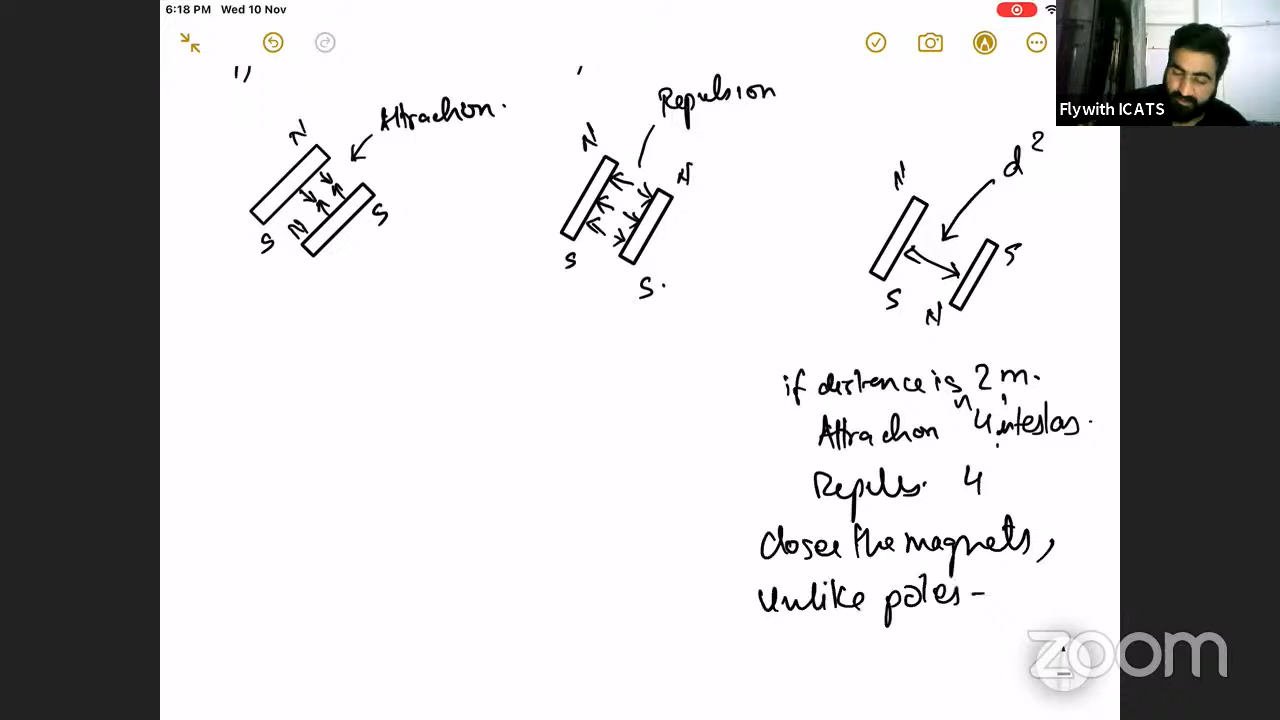 6:18 PM Wed 10 Nov
Flywith ICATS
1)
Attraction.
N
S
N
S
Repulsion
N
N
S
S.
d²
N
S
S
N
if distance is 2 m.
Attraction 4
Repuls. 4
closer the magnets,
Unlike poles -
zoom